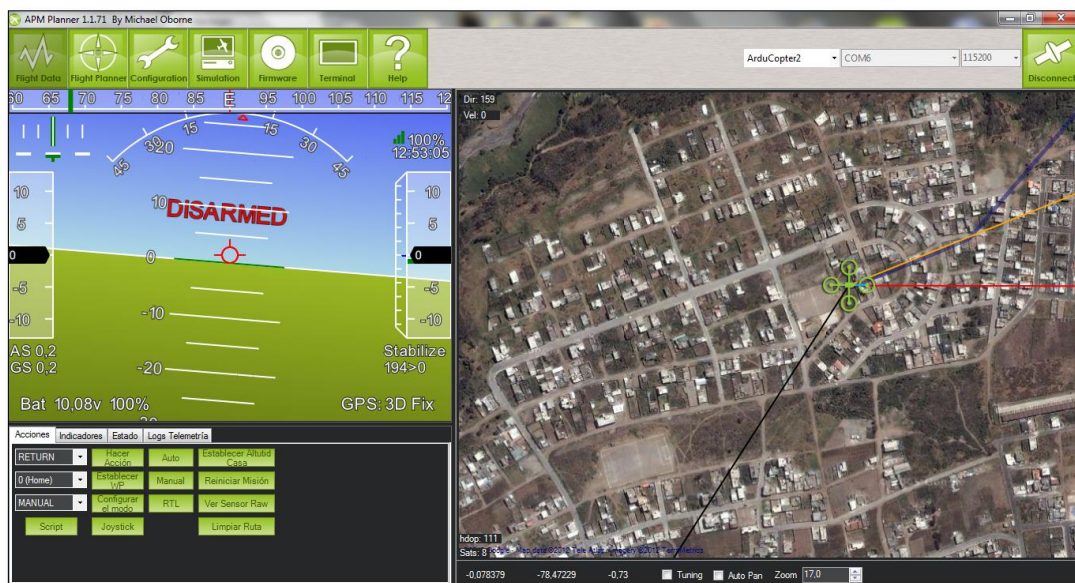 APM Planner 1.1.71 By Michael Oborne
Flight Data Flight Planner Configuration Simulation Firmware Terminal Help
ArduCopter2 COM6 115200
Disconnect
60 65 70 75 80 85 E 95 100 105 110 115 12
Dir: 159
Vel: 0
45 30 15 15 30 45
20
100%
12:53:05
10 10 10
DISARMED
5 5
0 0 0
-5 -5
-10 -10 -10
AS 0,2
GS 0,2
Stabilize
194>0
-20
Bat 10,08v 100% GPS: 3D Fix
Acciones Indicadores Estado Logs Telemetría
RETURN Hacer Acción Auto Establecer Altutid Casa
0 (Home) Establecer WP Manual Reiniciar Misión
MANUAL Configurar el modo RTL Ver Sensor Raw
Script Joystick Limpiar Ruta
hdop: 111
Sats: 8
-0,078379 -78,47229 -0,73 Tuning Auto Pan Zoom 17,0